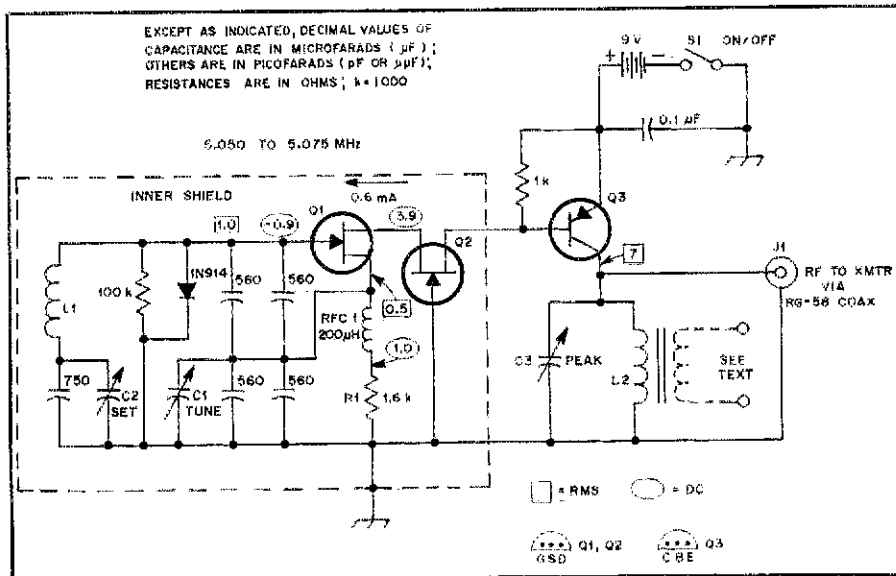 EXCEPT AS INDICATED, DECIMAL VALUES OF
CAPACITANCE ARE IN MICROFARADS (µF);
OTHERS ARE IN PICOFARADS (pF OR µµF);
RESISTANCES ARE IN OHMS; k=1000
9V
S1 ON/OFF
+
-
0.1 µF
5.050 TO 5.075 MHz
INNER SHIELD
0.6 mA
1k
Q3
Q1
1.0
-0.9
3.9
Q2
7
J1
100k
1N914
560
560
L1
0.5
RF TO XMTR
VIA
RG-58 COAX
RFC 1
200µH
1.0
C3
PEAK
L2
SEE
TEXT
750
C2
SET
C1
TUNE
560
560
R1
1.6k
= RMS
= DC
Q1, Q2
GSD
Q3
CBE